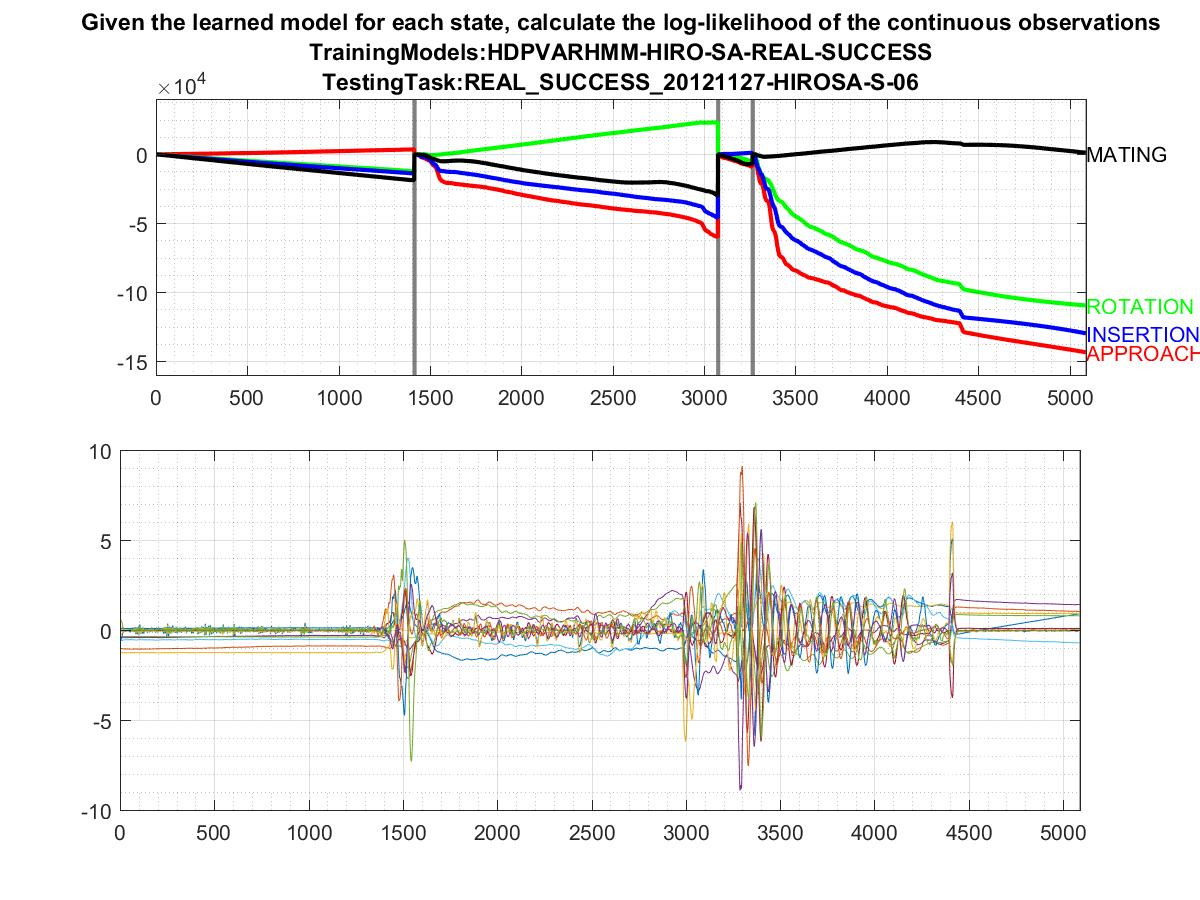 Given the learned model for each state, calculate the log-likelihood of the continuous observations
TrainingModels:HDPVARHMM-HIRO-SA-REAL-SUCCESS
TestingTask:REAL_SUCCESS_20121127-HIROSA-S-06
×10^4
0
-5
-10
-15
MATING
ROTATION
INSERTION
APPROACH
0 500 1000 1500 2000 2500 3000 3500 4000 4500 5000
10
5
0
-5
-10
0 500 1000 1500 2000 2500 3000 3500 4000 4500 5000